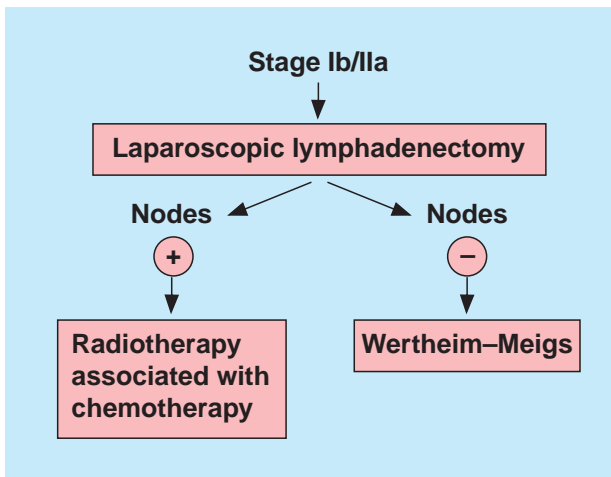 Stage Ib/IIa
Laparoscopic lymphadenectomy
Nodes
+
Nodes
−
Radiotherapy
associated with
chemotherapy
Wertheim–Meigs